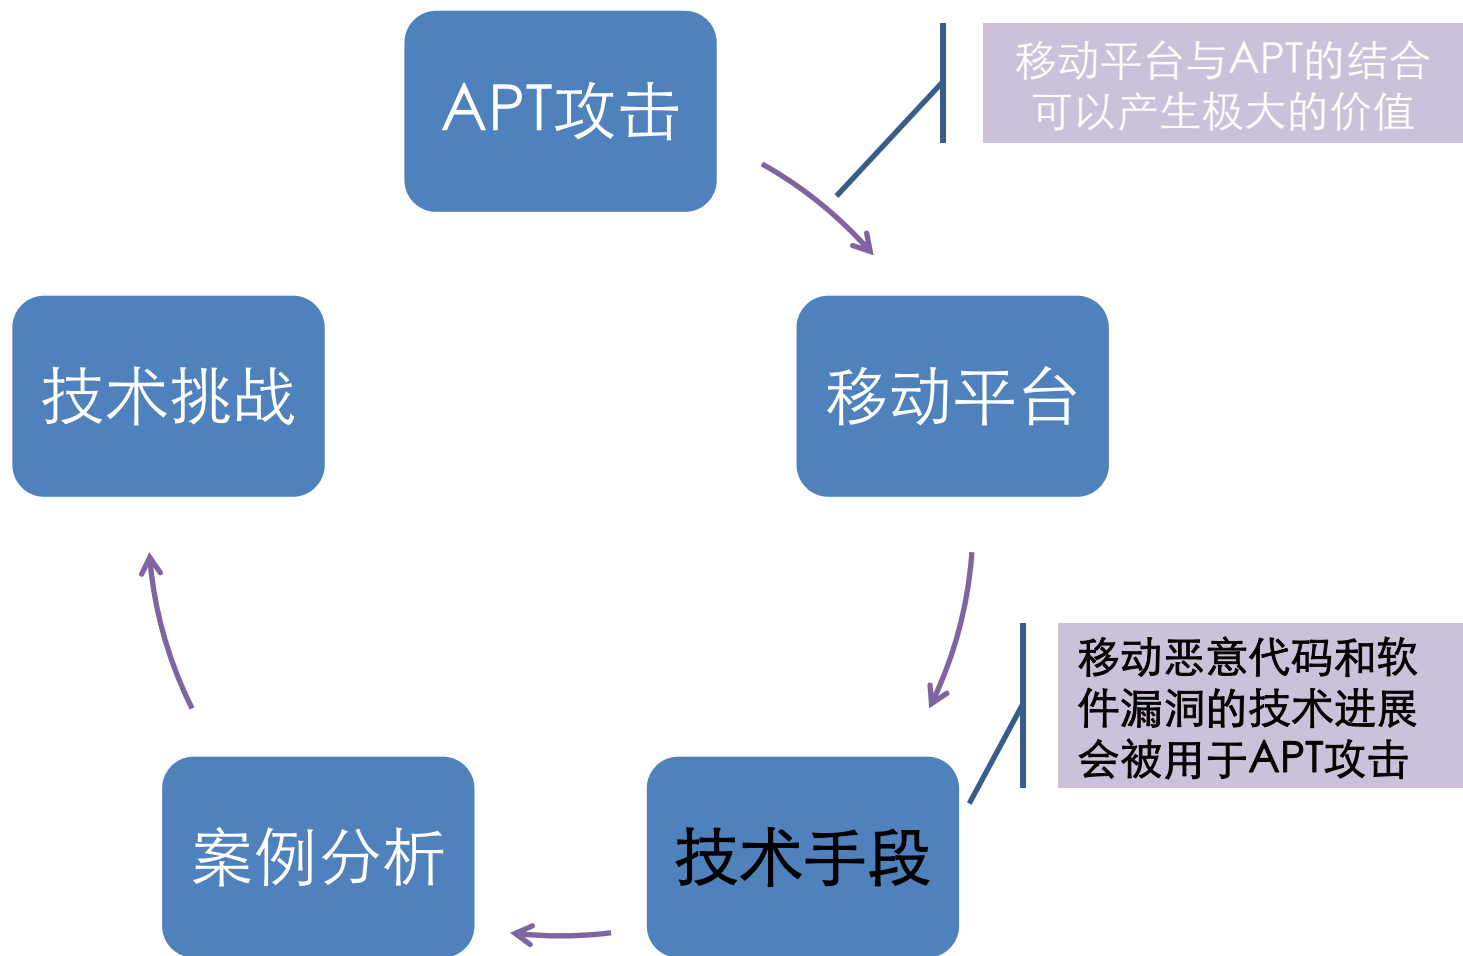 APT攻击
移动平台与APT的结合
可以产生极大的价值
技术挑战
移动平台
移动恶意代码和软
件漏洞的技术进展
会被用于APT攻击
案例分析
技术手段